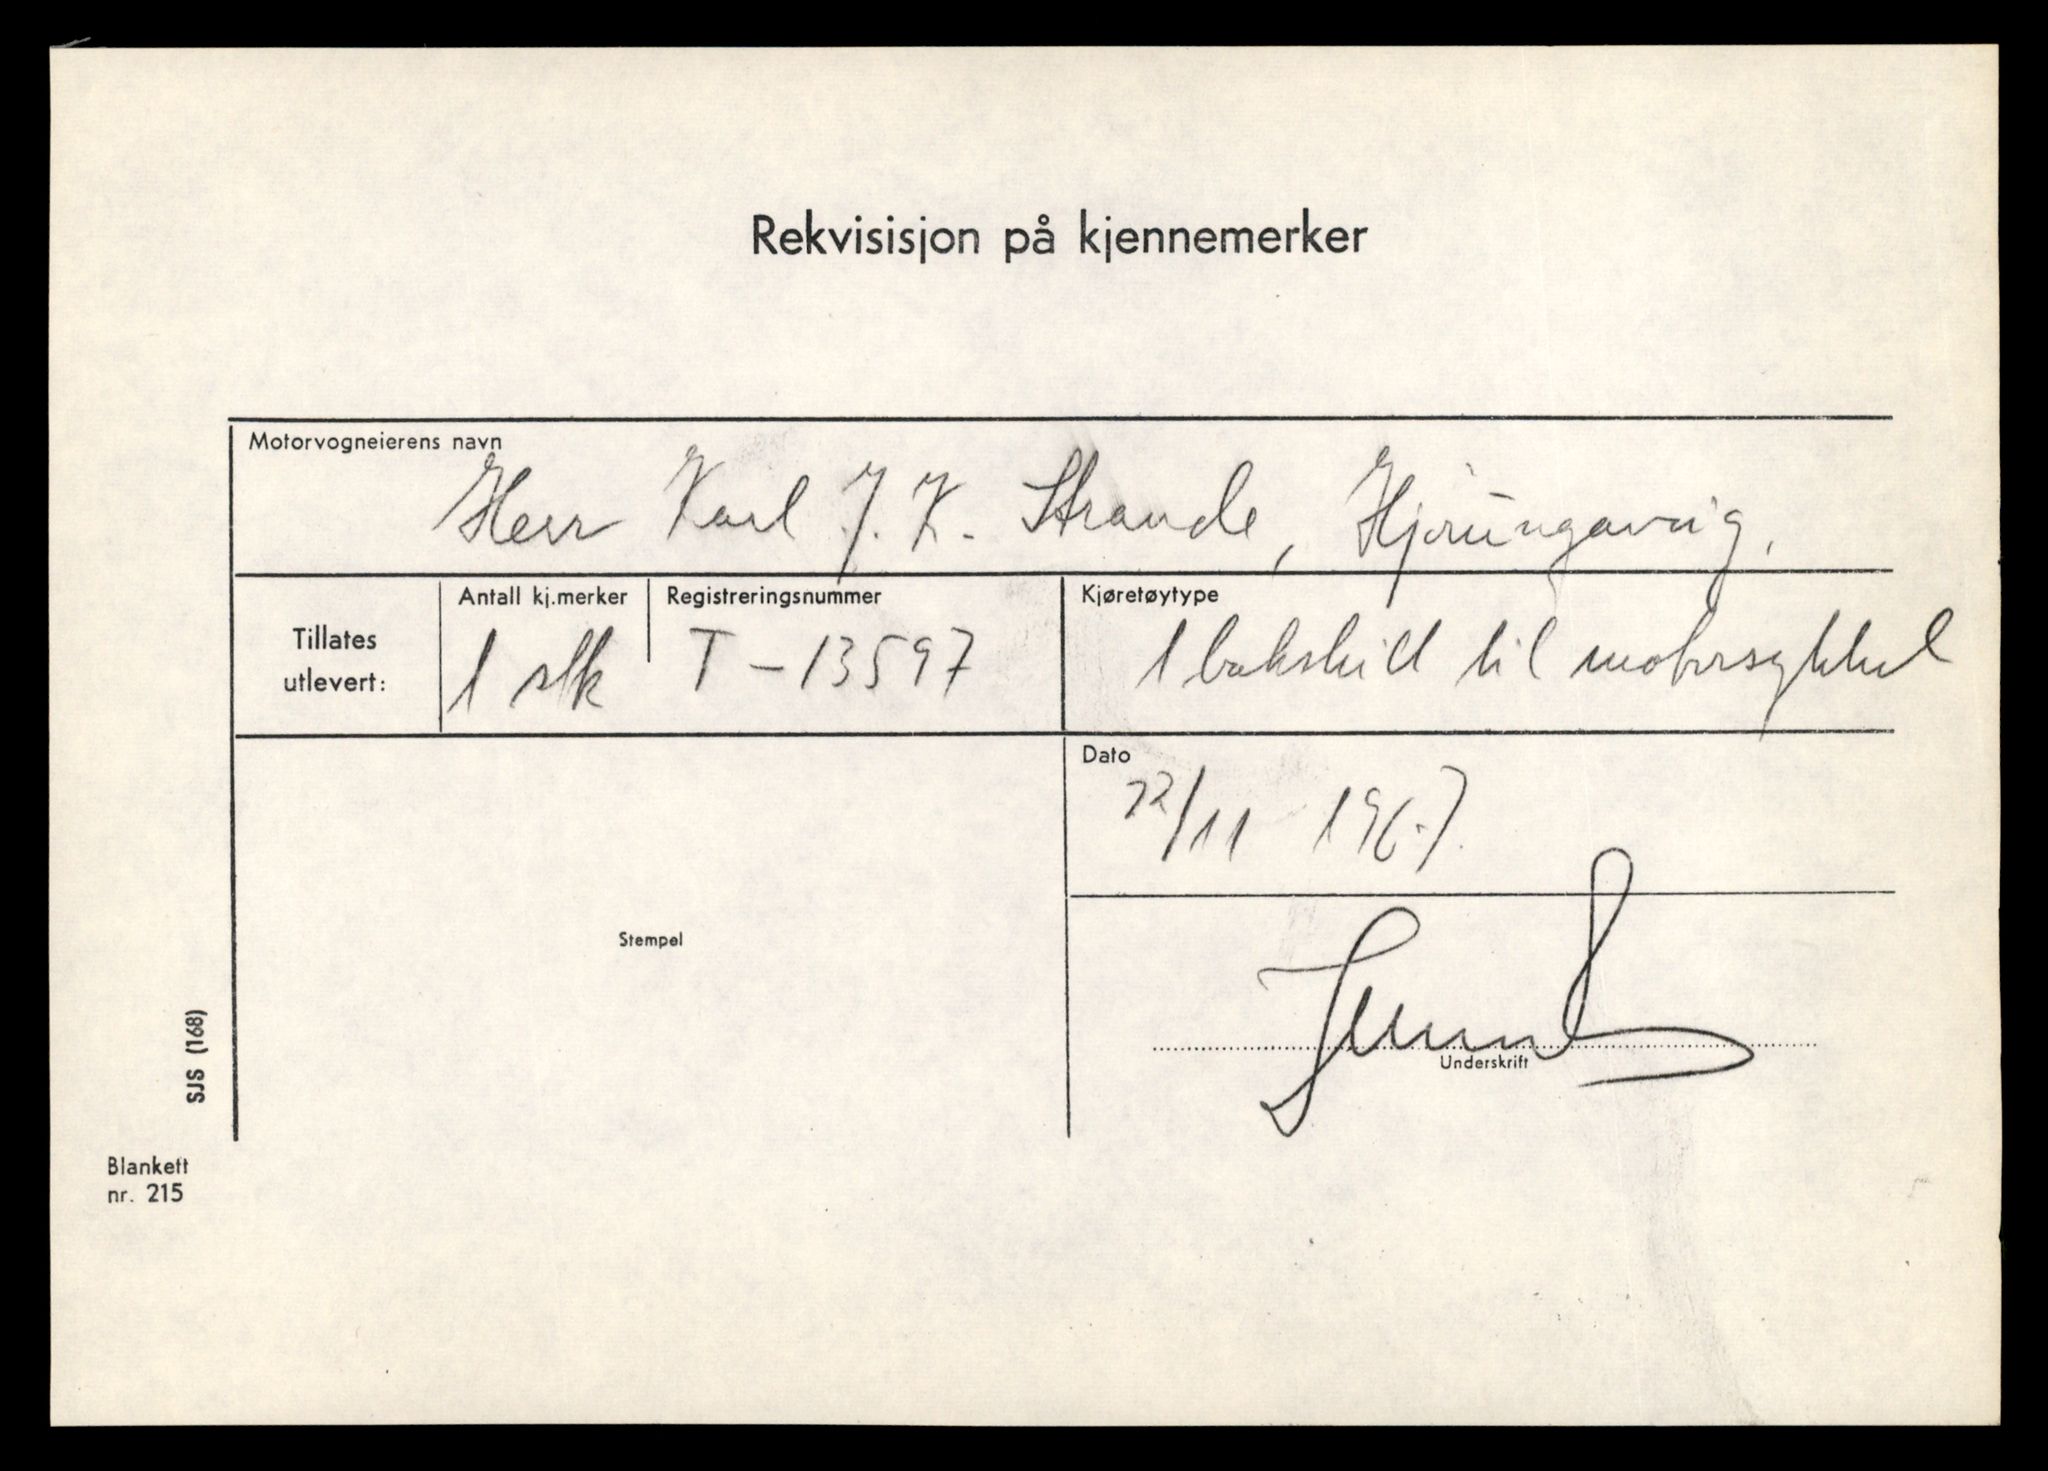 Rekvisisjon på kjennemerker
Motorvogneierens navn
Herr Karl J. K. Strande, Hjørungavåg.
Tillates utlevert:
Antall kj.merker
1 stk
Registreringsnummer
T - 13597
Kjøretøytype
1 bakskilt til motorsykkel
Dato
22/11 1967.
Stempel
Underskrift
SJS (168)
Blankett
nr. 215